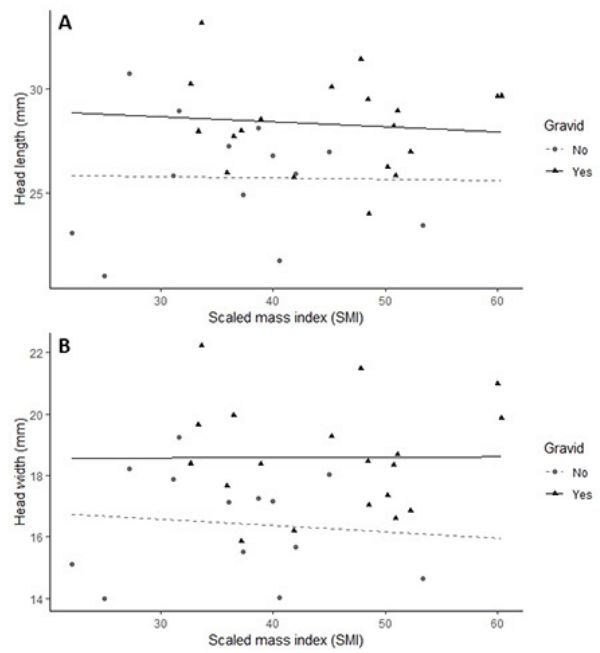 A
Head length (mm)
30
25
30
40
50
60
Scaled mass index (SMI)
Gravid
No
Yes
B
Head width (mm)
22
20
18
16
14
30
40
50
60
Scaled mass index (SMI)
Gravid
No
Yes